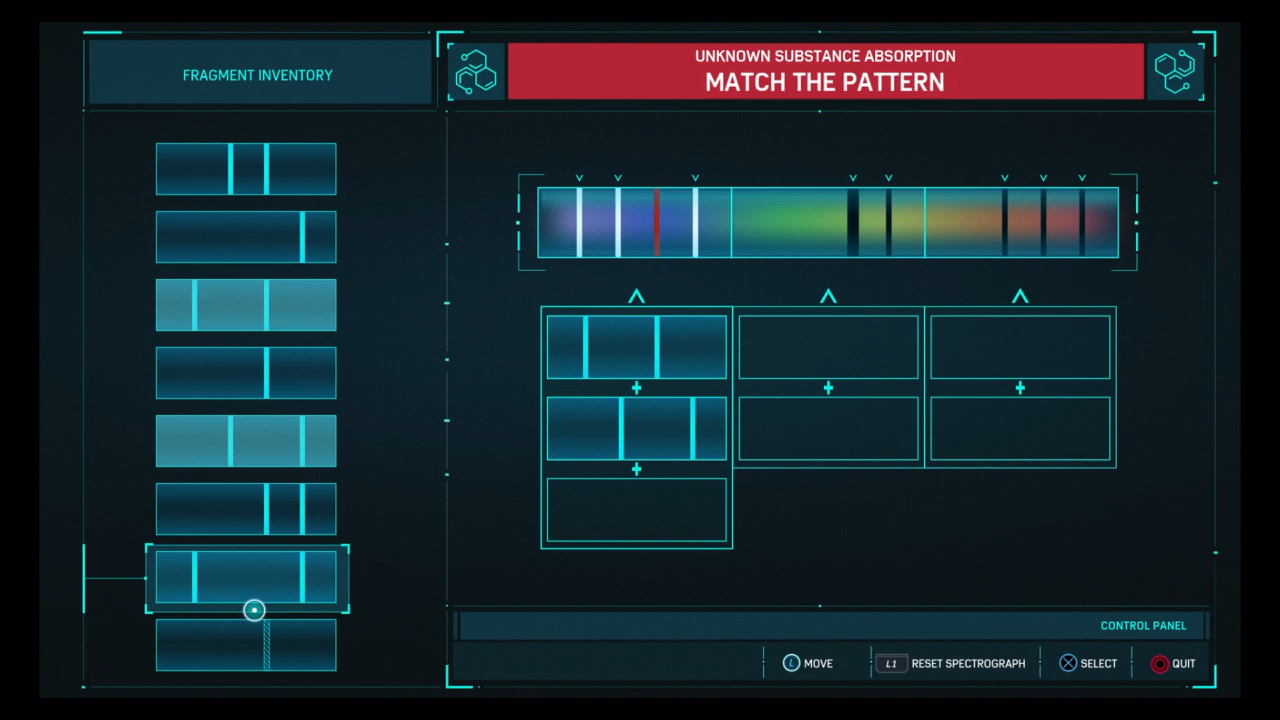 FRAGMENT INVENTORY
UNKNOWN SUBSTANCE ABSORPTION
MATCH THE PATTERN
CONTROL PANEL
L MOVE
L1 RESET SPECTROGRAPH
SELECT
QUIT